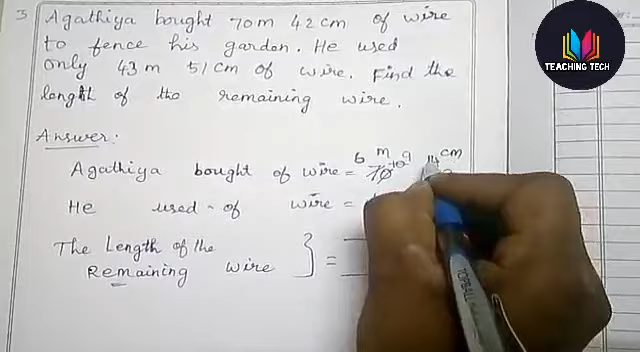 3. Agathiya bought 70m 42cm of wire
to fence his garden. He used
only 43m 51cm of wire. Find the
length of the remaining wire.
TEACHING TECH
Answer:
m cm
6 10 9 14
Agathiya bought of wire = 70
He used of wire =
The Length of the
Remaining wire } =
TOPBALL